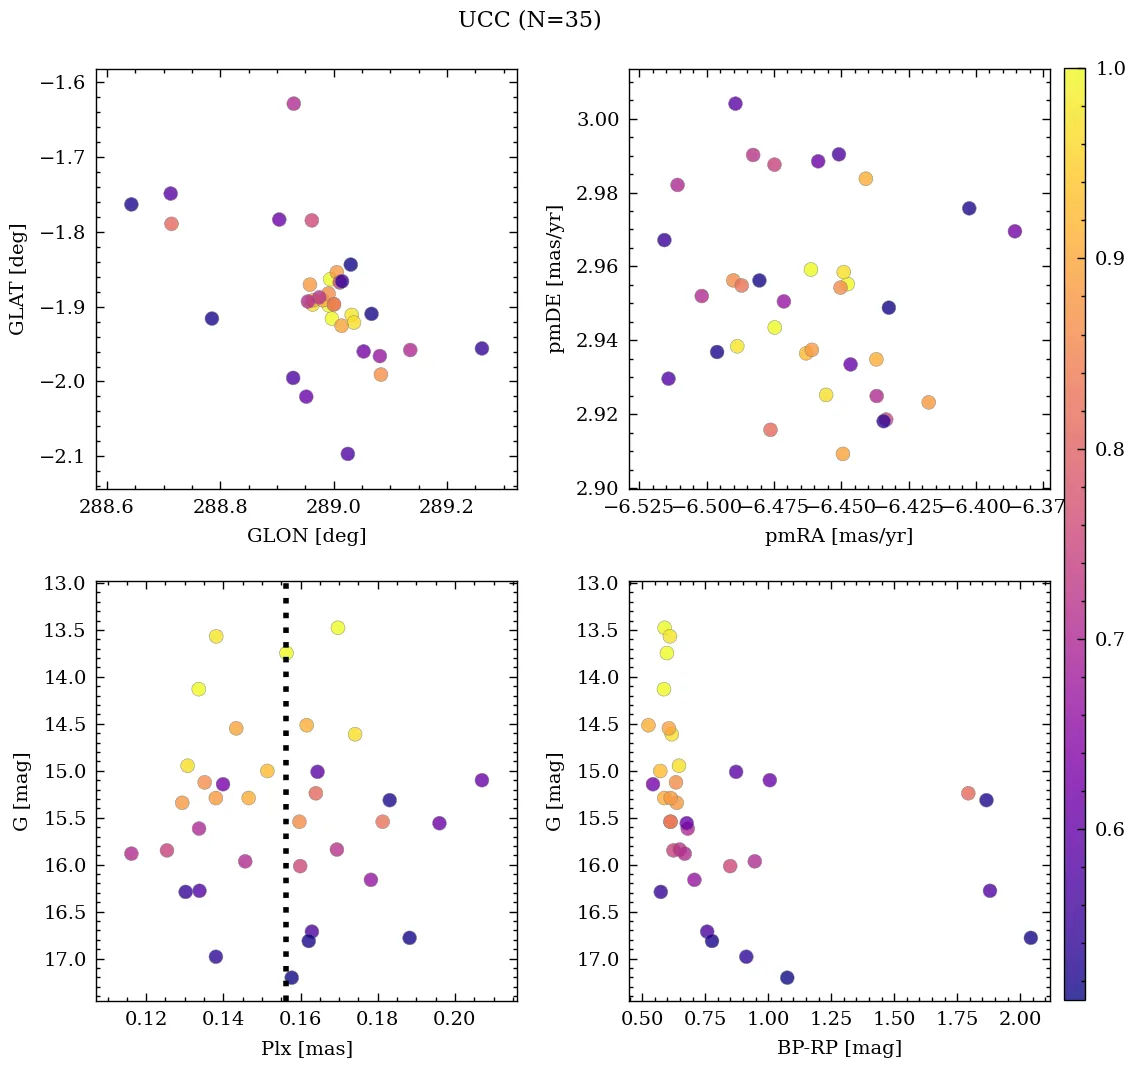 UCC (N=35)
−1.6
−1.7
−1.8
−1.9
−2.0
−2.1
GLAT [deg]
288.6 288.8 289.0 289.2
GLON [deg]
3.00
2.98
2.96
2.94
2.92
2.90
pmDE [mas/yr]
−6.525 −6.500 −6.475 −6.450 −6.425 −6.400 −6.37
pmRA [mas/yr]
13.0
13.5
14.0
14.5
15.0
15.5
16.0
16.5
17.0
G [mag]
0.12 0.14 0.16 0.18 0.20
Plx [mas]
13.0
13.5
14.0
14.5
15.0
15.5
16.0
16.5
17.0
G [mag]
0.50 0.75 1.00 1.25 1.50 1.75 2.00
BP-RP [mag]
1.0
0.9
0.8
0.7
0.6